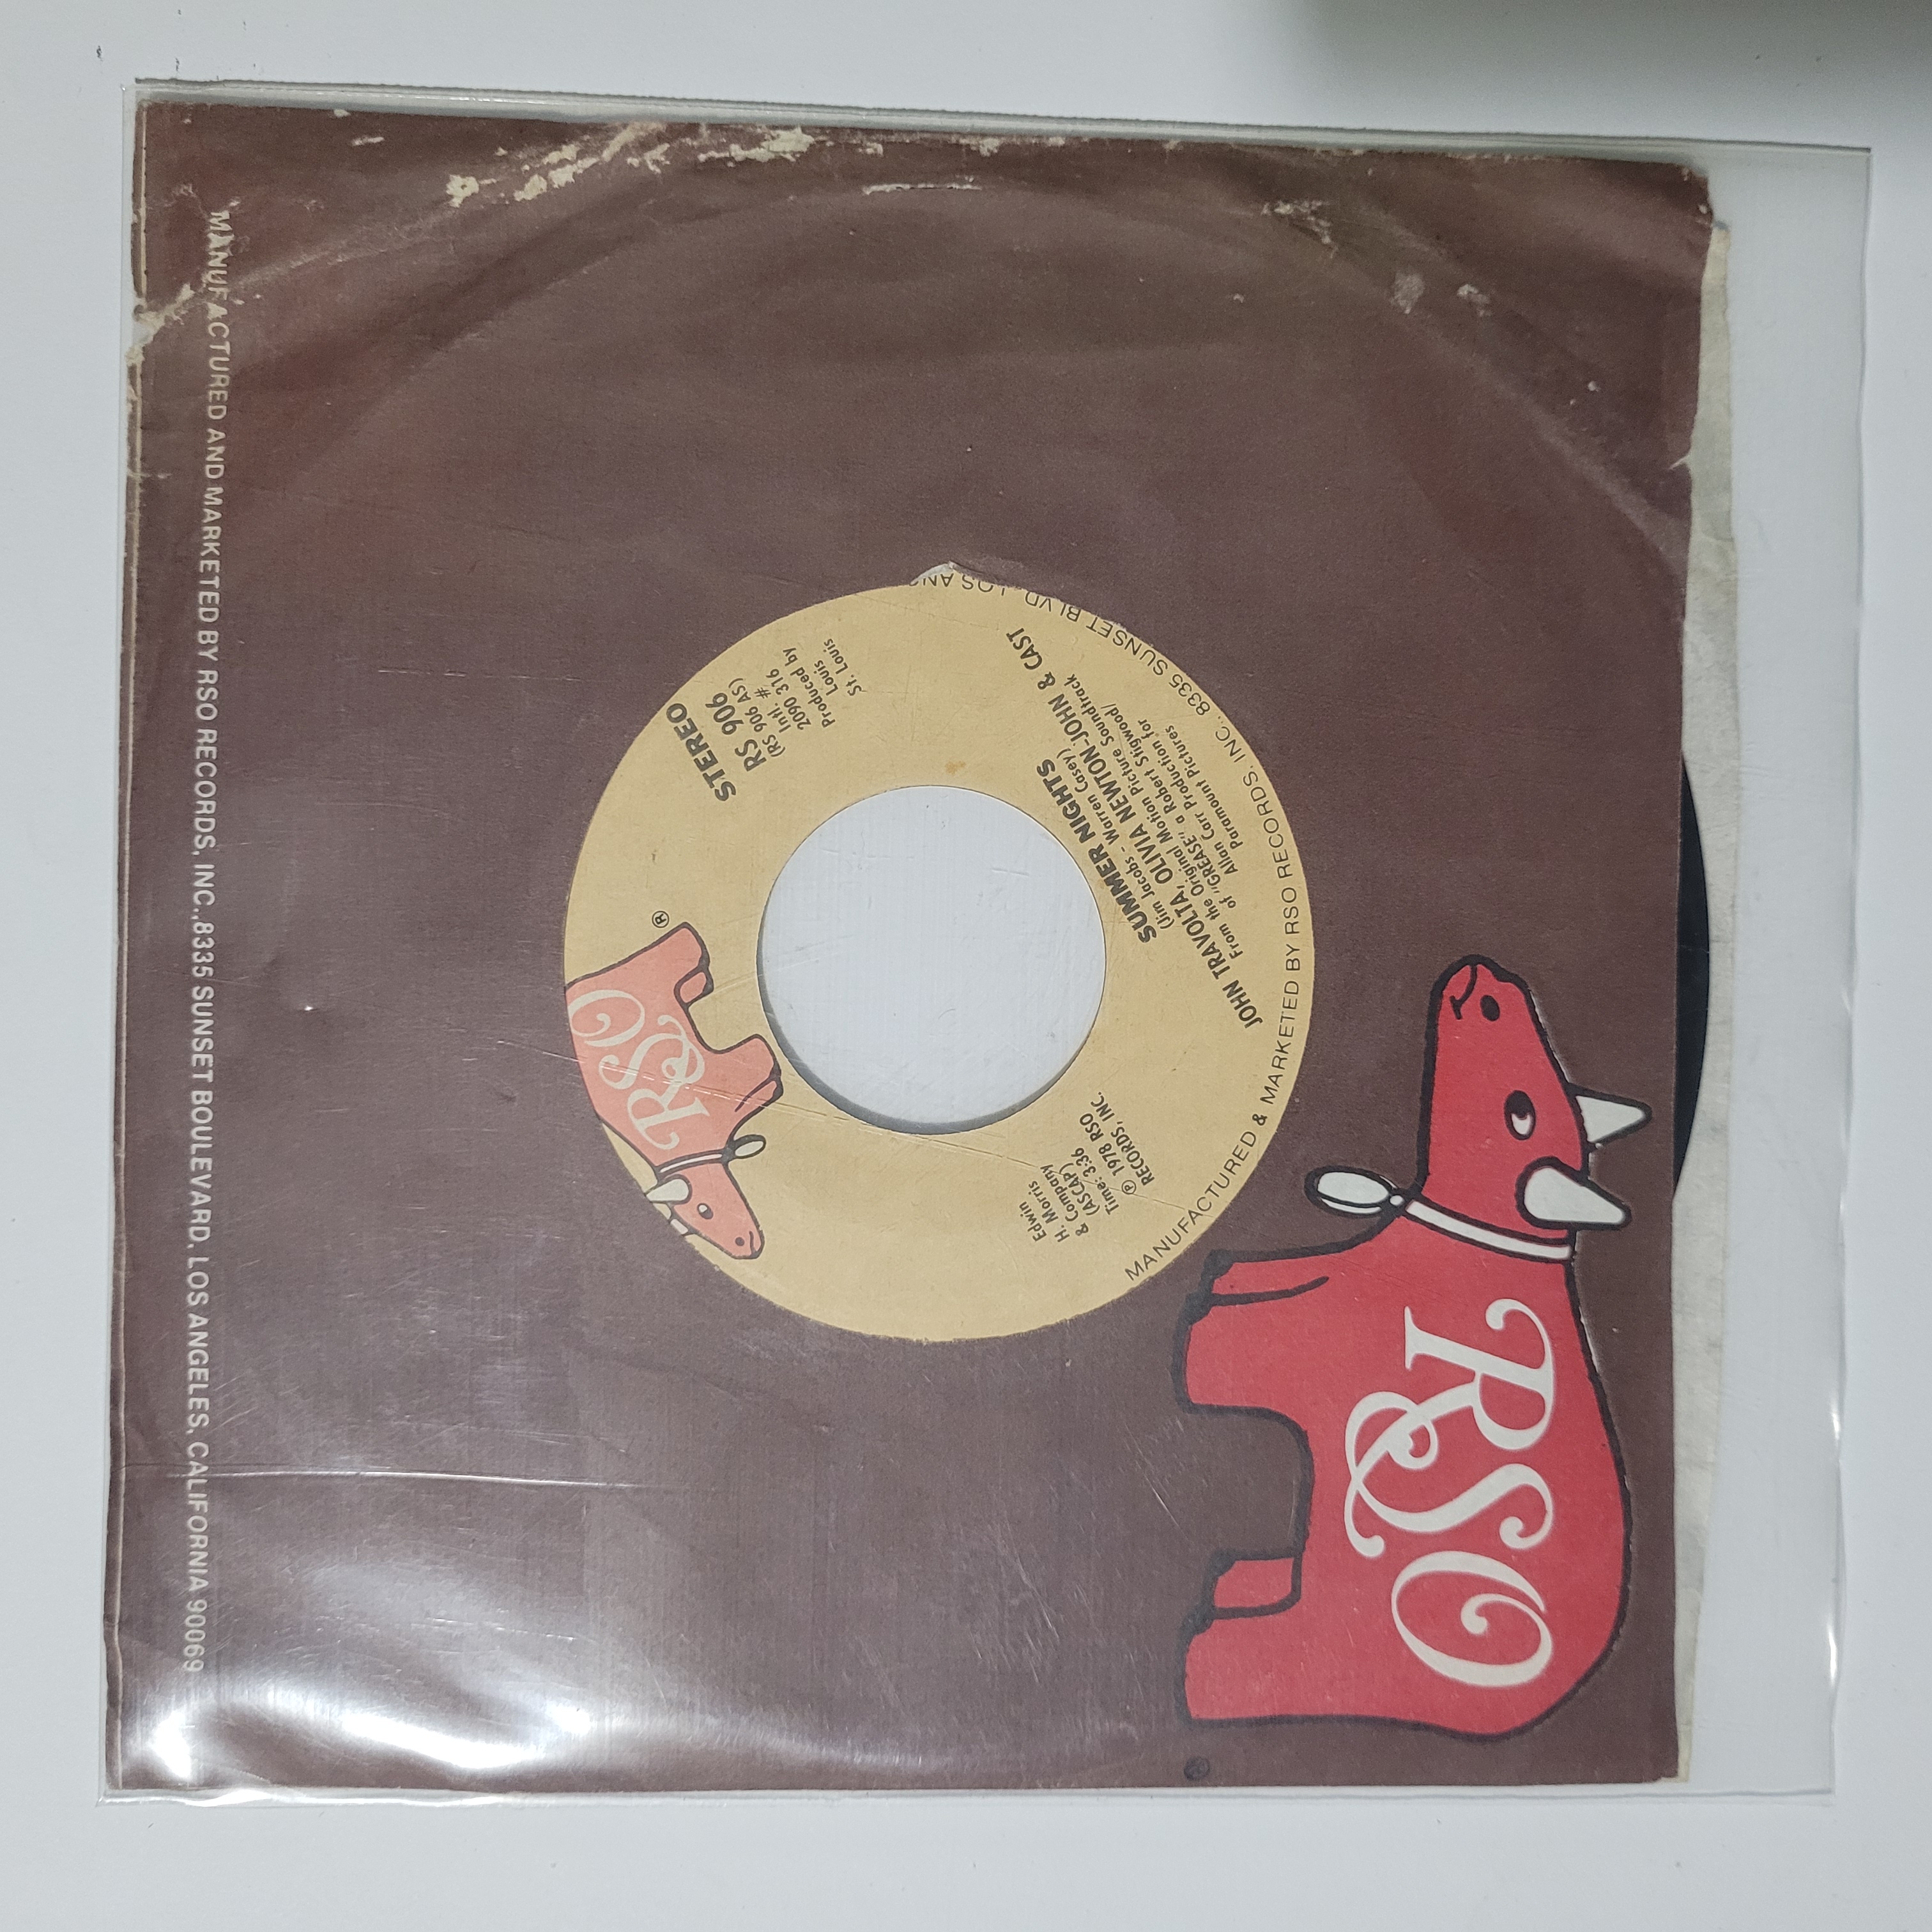 MANUFACTURED AND MARKETED BY RSO RECORDS, INC., 8335 SUNSET BOULEVARD, LOS ANGELES, CALIFORNIA 90069
RSO
®
RSO
®
STEREO
RS 906
(RS 906 AS)
Intl. #
2090 316
Produced by
Louis
St. Louis
Edwin
H. Morris
& Company
(ASCAP)
Time: 3:36
℗ 1978 RSO
RECORDS, INC.
SUMMER NIGHTS
(Jim Jacobs - Warren Casey)
JOHN TRAVOLTA, OLIVIA NEWTON-JOHN & CAST
From the Original Motion Picture Soundtrack
of "GREASE" a Robert Stigwood/
Allan Carr Production for
Paramount Pictures
MANUFACTURED & MARKETED BY RSO RECORDS, INC., 8335 SUNSET BLVD., LOS